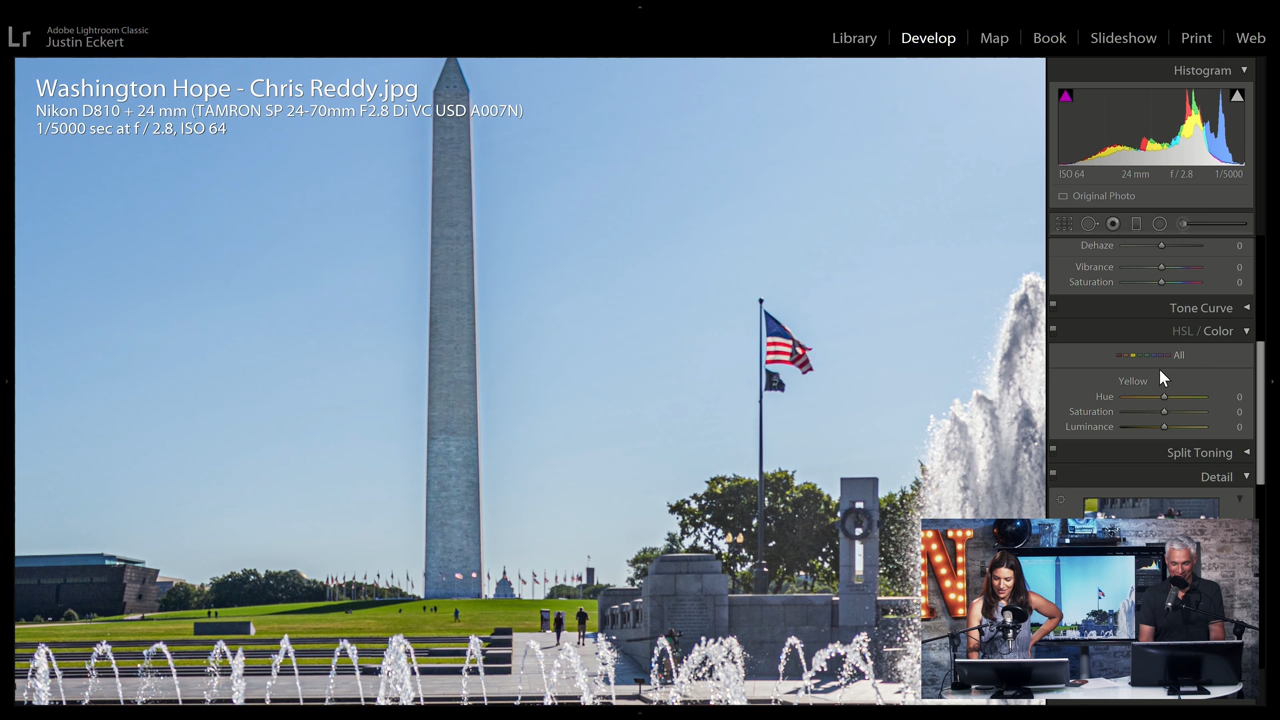 Lr
Adobe Lightroom Classic
Justin Eckert
Library Develop Map Book Slideshow Print Web
Washington Hope - Chris Reddy.jpg
Nikon D810 + 24 mm (TAMRON SP 24-70mm F2.8 Di VC USD A007N)
1/5000 sec at f / 2.8, ISO 64
Histogram
ISO 64 24 mm f / 2.8 1/5000
Original Photo
Dehaze 0
Vibrance 0
Saturation 0
Tone Curve
HSL / Color
All
Yellow
Hue 0
Saturation 0
Luminance 0
Split Toning
Detail
N